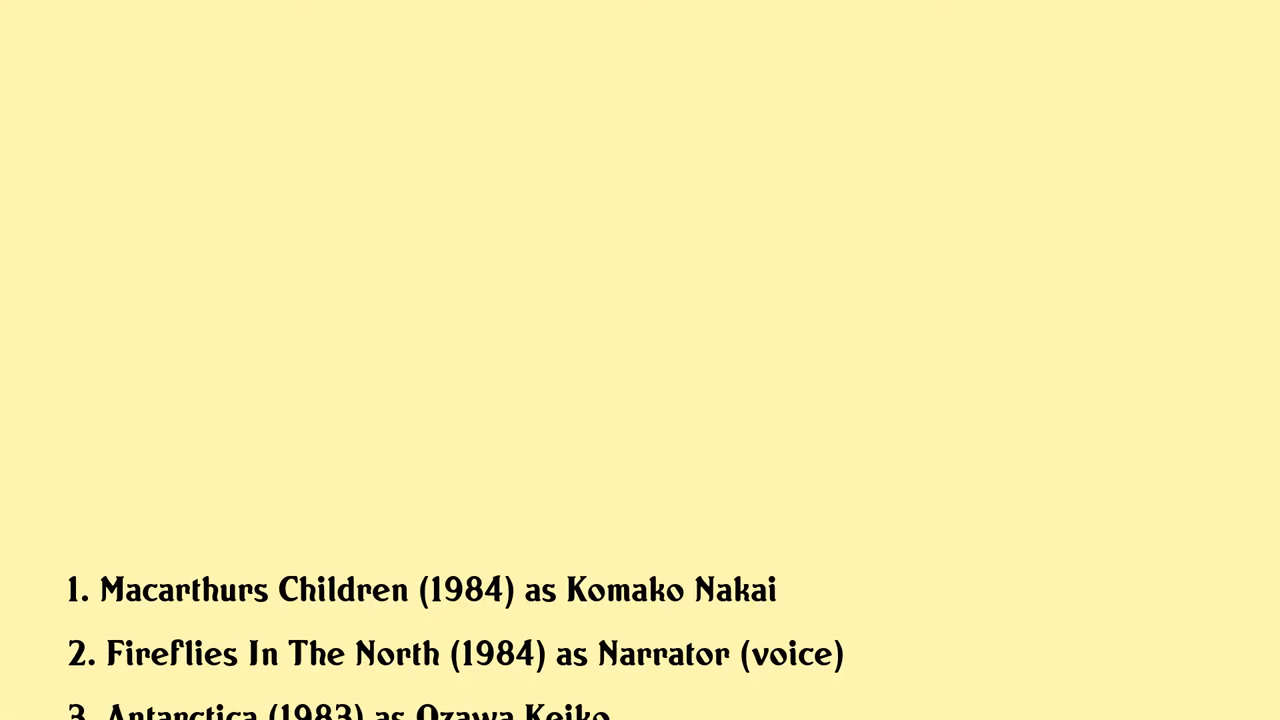 1. Macarthurs Children (1984) as Komako Nakai
2. Fireflies In The North (1984) as Narrator (voice)
3. Antarctica (1983) as Ozawa Keiko